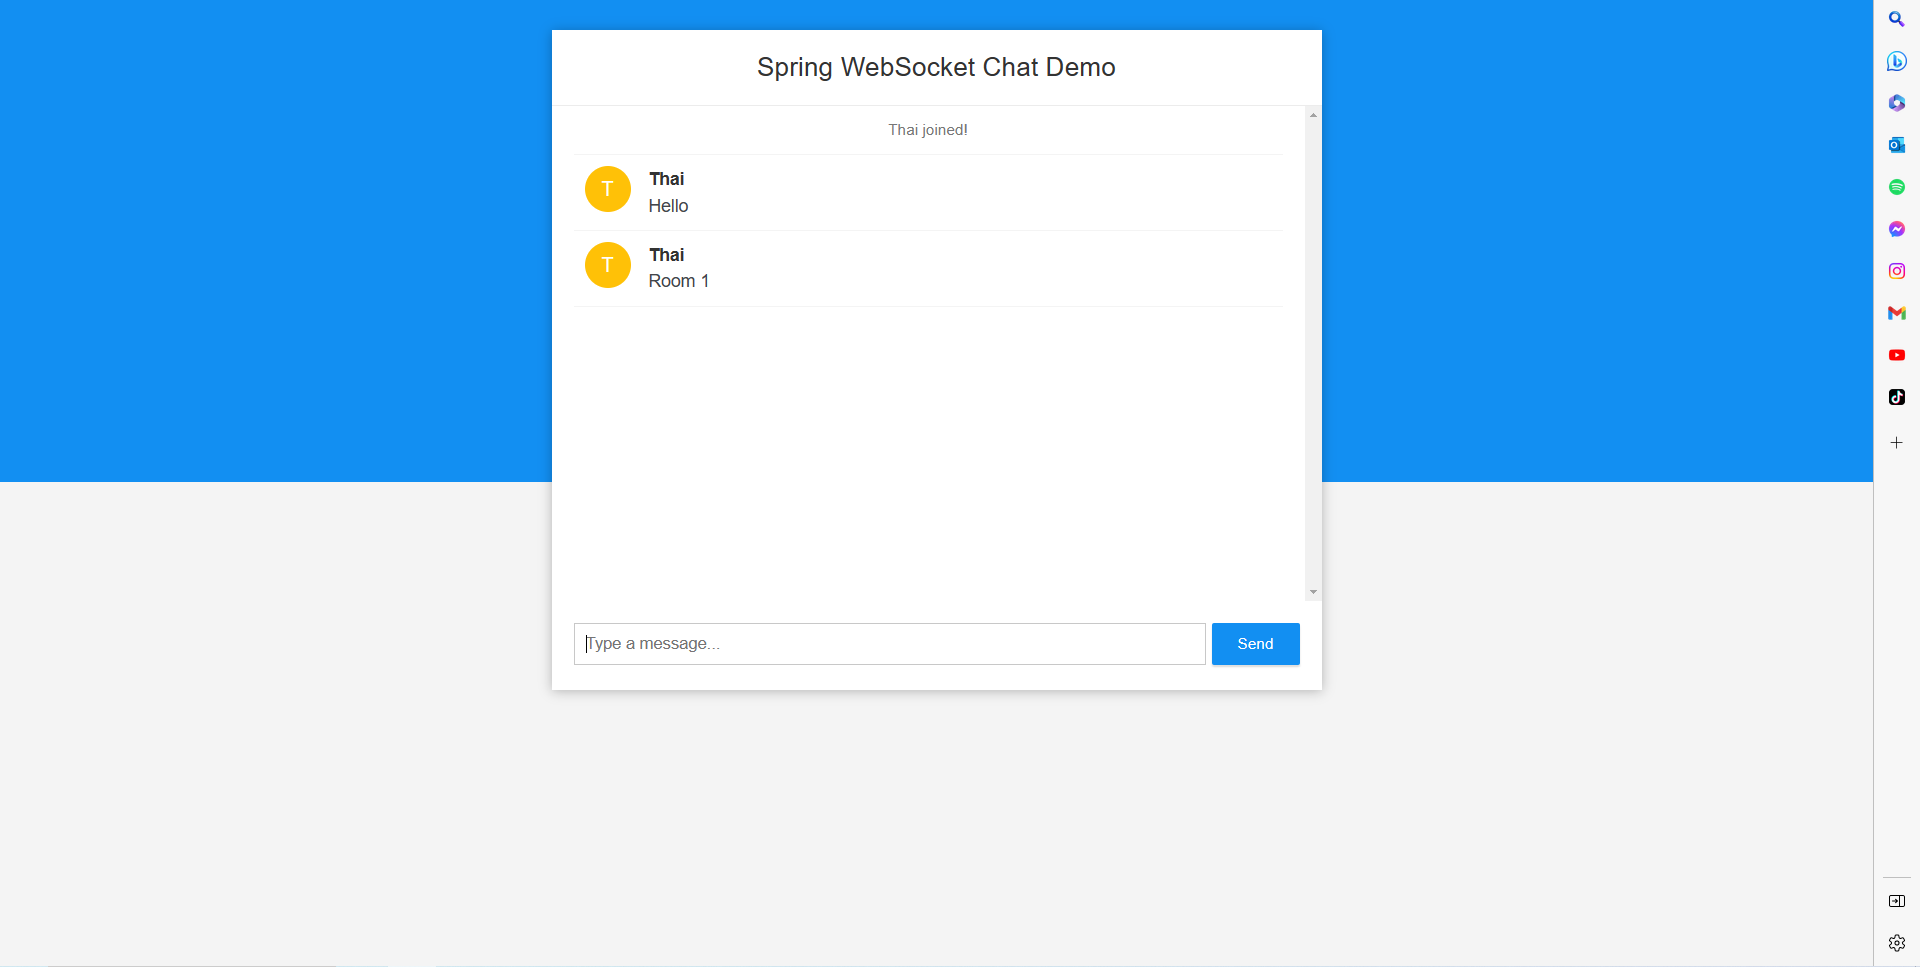 Spring WebSocket Chat Demo
Thai joined!
T
Thai
Hello
T
Thai
Room 1
Type a message...
Send